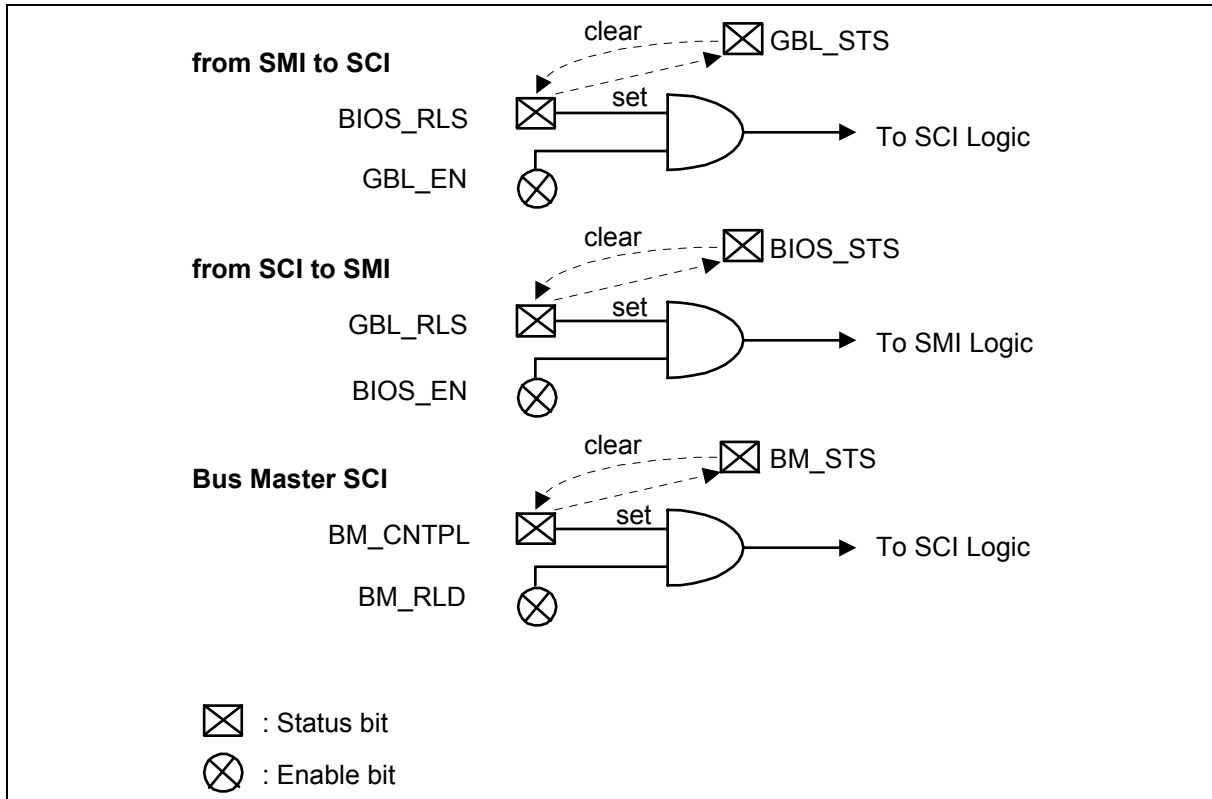 clear
GBL_STS
from SMI to SCI
BIOS_RLS
set
To SCI Logic
GBL_EN
clear
BIOS_STS
from SCI to SMI
GBL_RLS
set
To SMI Logic
BIOS_EN
clear
BM_STS
Bus Master SCI
BM_CNTPL
set
To SCI Logic
BM_RLD
: Status bit
: Enable bit